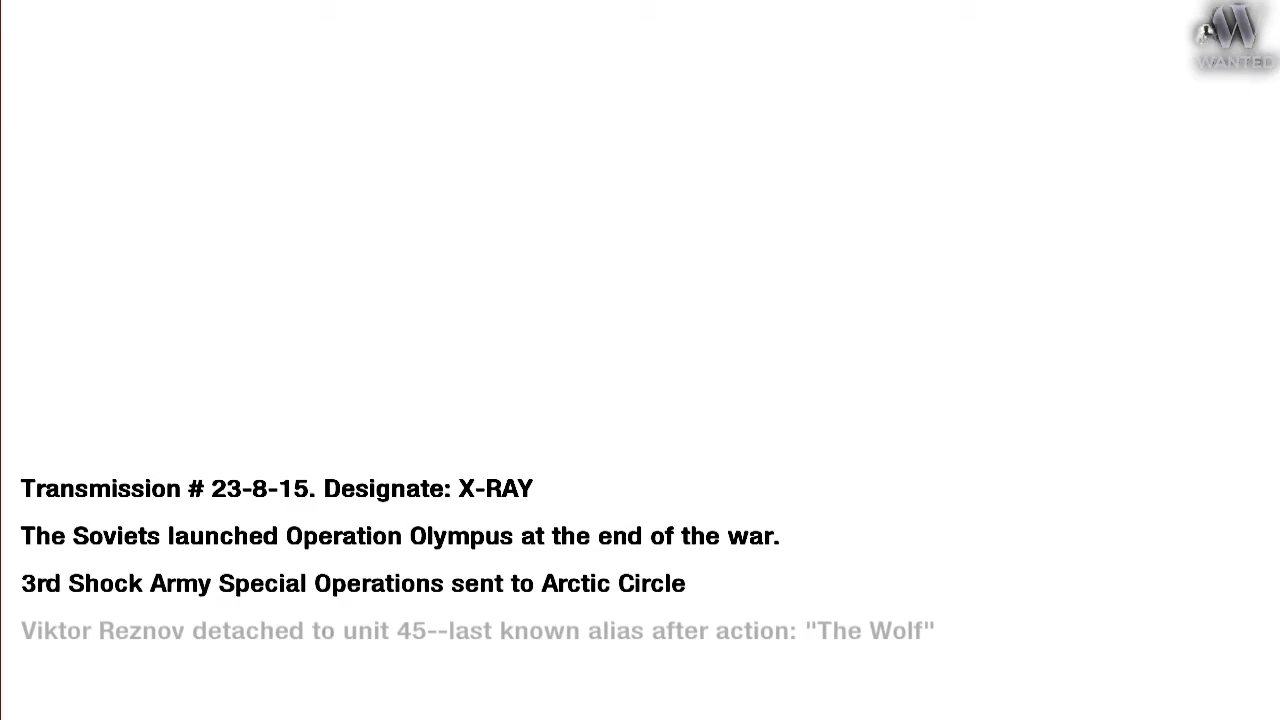 WANTED
Transmission # 23-8-15. Designate: X-RAY
The Soviets launched Operation Olympus at the end of the war.
3rd Shock Army Special Operations sent to Arctic Circle
Viktor Reznov detached to unit 45--last known alias after action: "The Wolf"